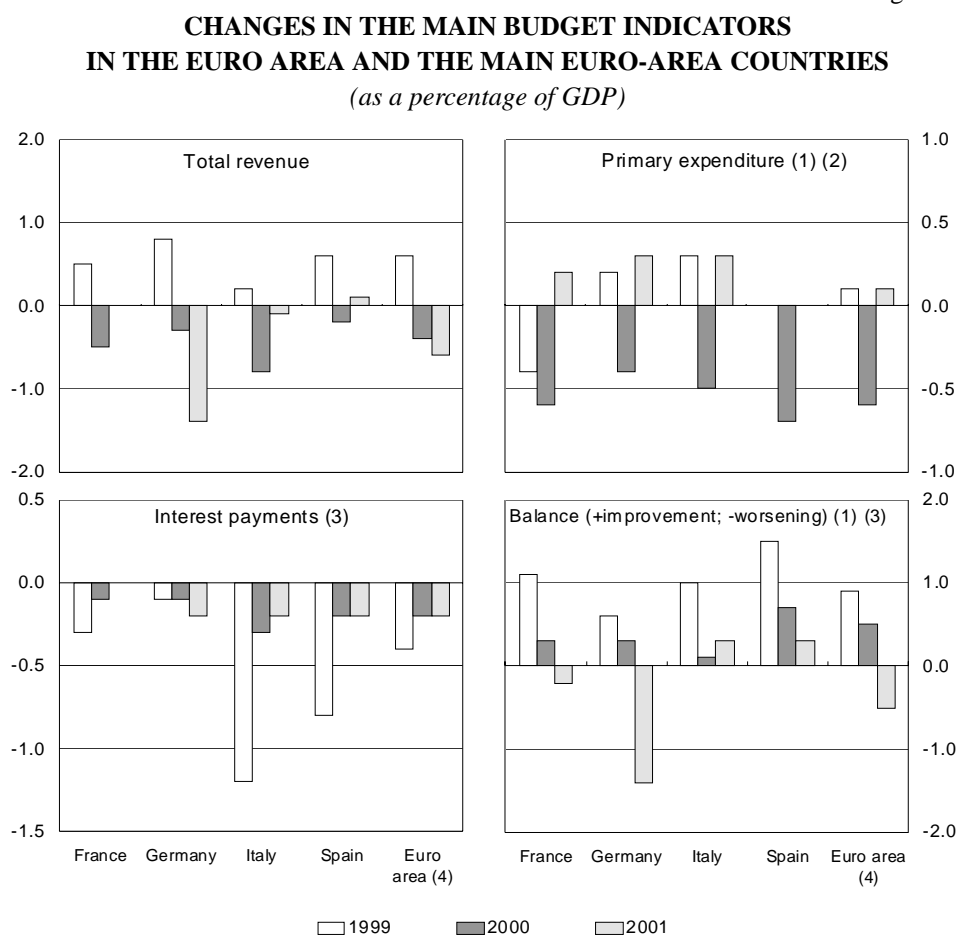 CHANGES IN THE MAIN BUDGET INDICATORS
IN THE EURO AREA AND THE MAIN EURO-AREA COUNTRIES
(as a percentage of GDP)
Total revenue
2.0
1.0
0.0
-1.0
-2.0
Primary expenditure (1) (2)
1.0
0.5
0.0
-0.5
-1.0
Interest payments (3)
0.5
0.0
-0.5
-1.0
-1.5
France Germany Italy Spain Euro
area (4)
Balance (+improvement; -worsening) (1) (3)
2.0
1.0
0.0
-1.0
-2.0
France Germany Italy Spain Euro area
(4)
1999 2000 2001